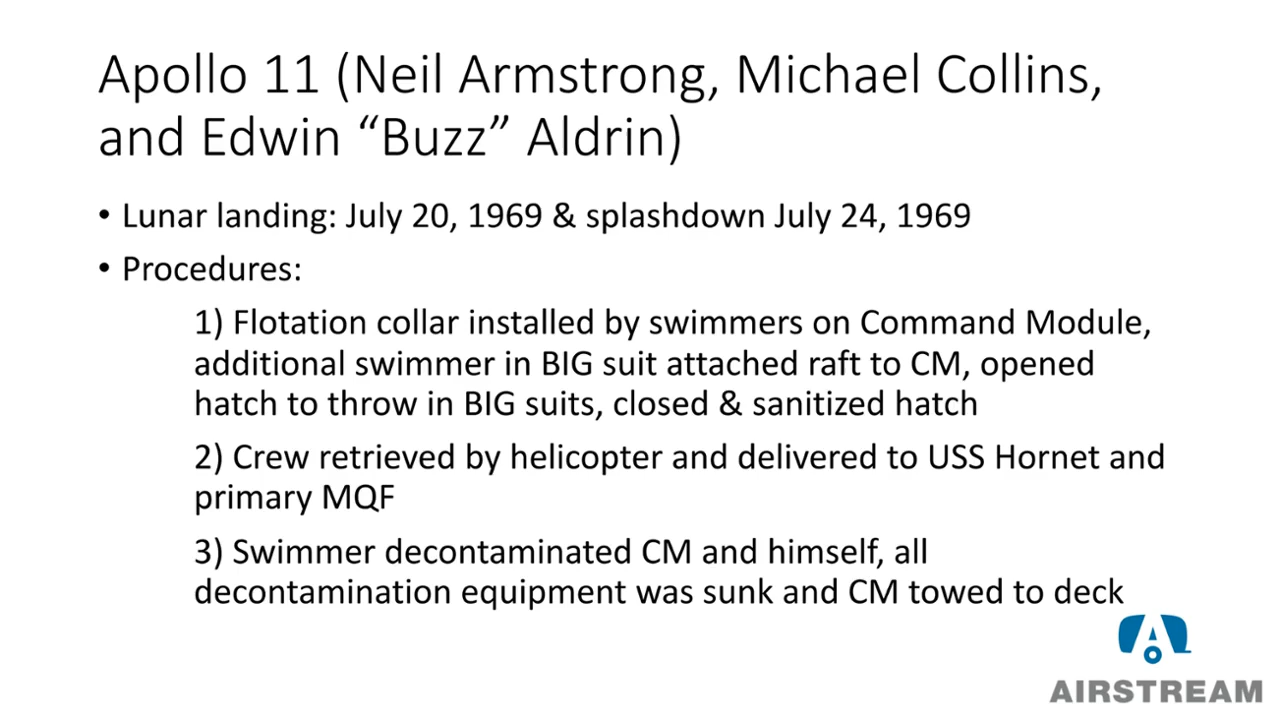 Apollo 11 (Neil Armstrong, Michael Collins,
and Edwin “Buzz” Aldrin)
• Lunar landing: July 20, 1969 & splashdown July 24, 1969
• Procedures:
1) Flotation collar installed by swimmers on Command Module,
additional swimmer in BIG suit attached raft to CM, opened
hatch to throw in BIG suits, closed & sanitized hatch
2) Crew retrieved by helicopter and delivered to USS Hornet and
primary MQF
3) Swimmer decontaminated CM and himself, all
decontamination equipment was sunk and CM towed to deck
AIRSTREAM